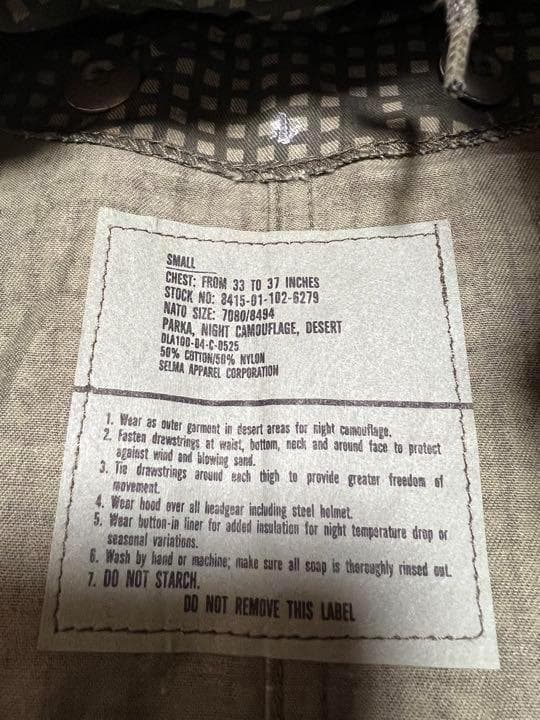 SMALL
CHEST: FROM 33 TO 37 INCHES
STOCK NO: 8415-01-102-6279
NATO SIZE: 7080/8494
PARKA, NIGHT CAMOUFLAGE, DESERT
DLA100-84-C-0525
50% COTTON/50% NYLON
SELMA APPAREL CORPORATION
1. Wear as outer garment in desert areas for night camouflage.
2. Fasten drawstrings at waist, bottom, neck and around face to protect
against wind and blowing sand.
3. Tie drawstrings around each thigh to provide greater freedom of
movement.
4. Wear hood over all headgear including steel helmet.
5. Wear button-in liner for added insulation for night temperature drop or
seasonal variations.
6. Wash by hand or machine; make sure all soap is thoroughly rinsed out.
7. DO NOT STARCH.
DO NOT REMOVE THIS LABEL